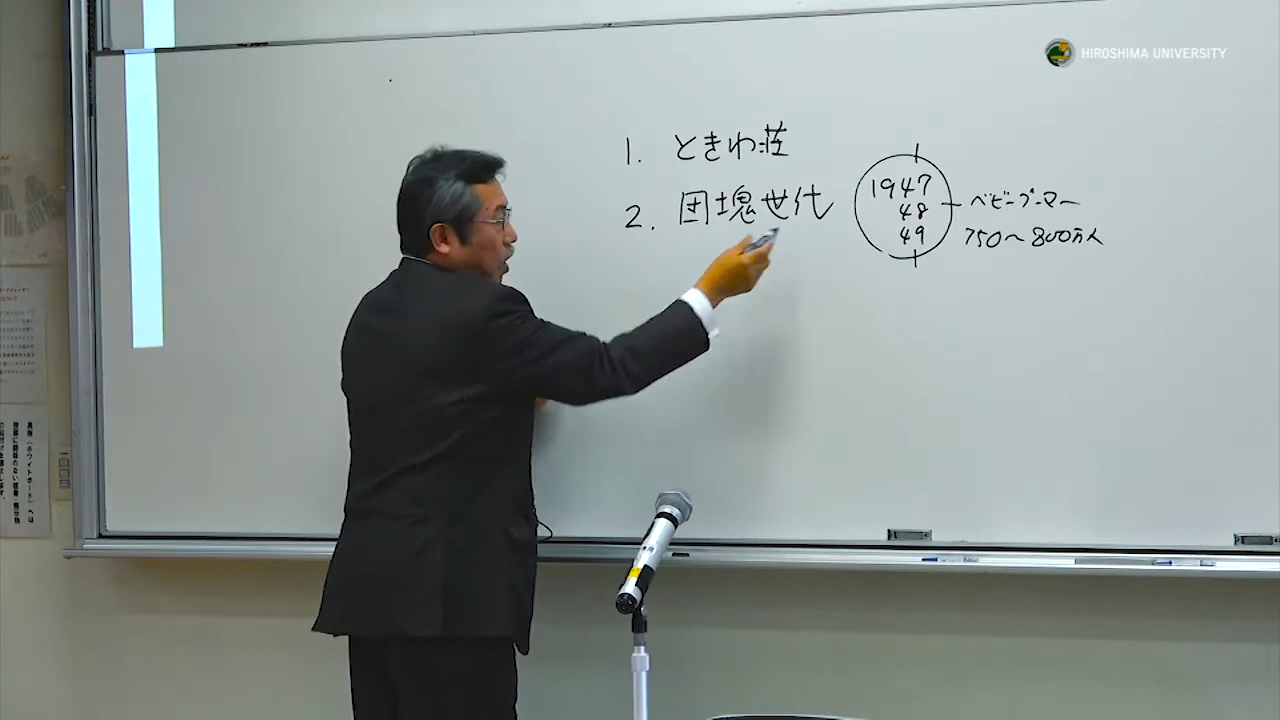 HIROSHIMA UNIVERSITY
1. ときわ荘
2. 団塊世代
1947
48
49
ベビーブーマー
750～800万人